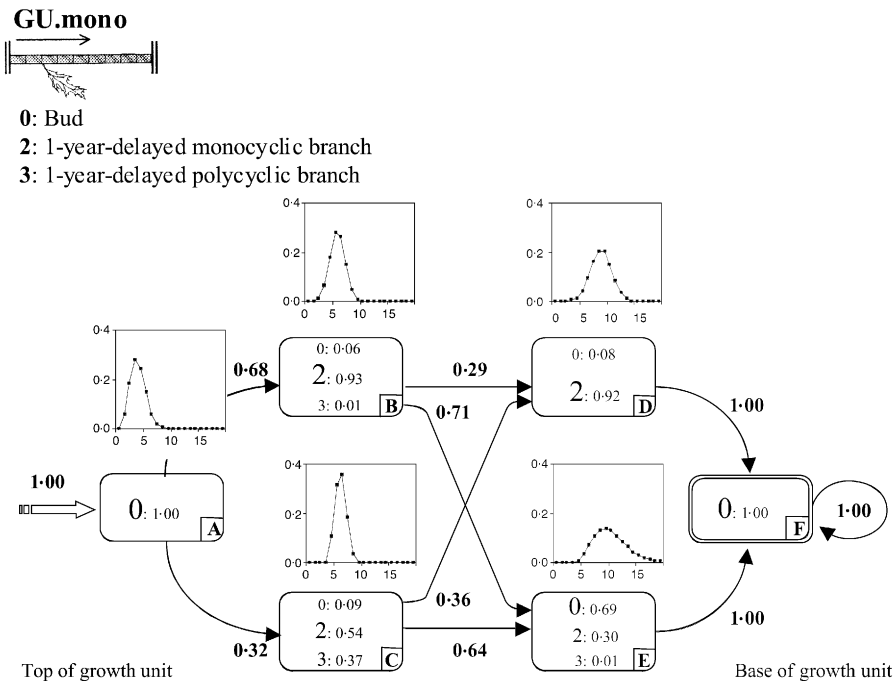 GU.mono
0: Bud
2: 1-year-delayed monocyclic branch
3: 1-year-delayed polycyclic branch
0·4
0·2
0·0
0 5 10 15
0·4
0·2
0·0
0 5 10 15
0·4
0·2
0·0
0 5 10 15
0·68
0: 0·06
2: 0·93
3: 0·01
B
0·29
0·71
0: 0·08
2: 0·92
D
1·00
1·00
0: 1·00
A
0·4
0·2
0·0
0 5 10 15
0·4
0·2
0·0
0 5 10 15
0: 1·00
F
1·00
0·32
0: 0·09
2: 0·54
3: 0·37
C
0·36
0·64
0: 0·69
2: 0·30
3: 0·01
E
1·00
Top of growth unit
Base of growth unit